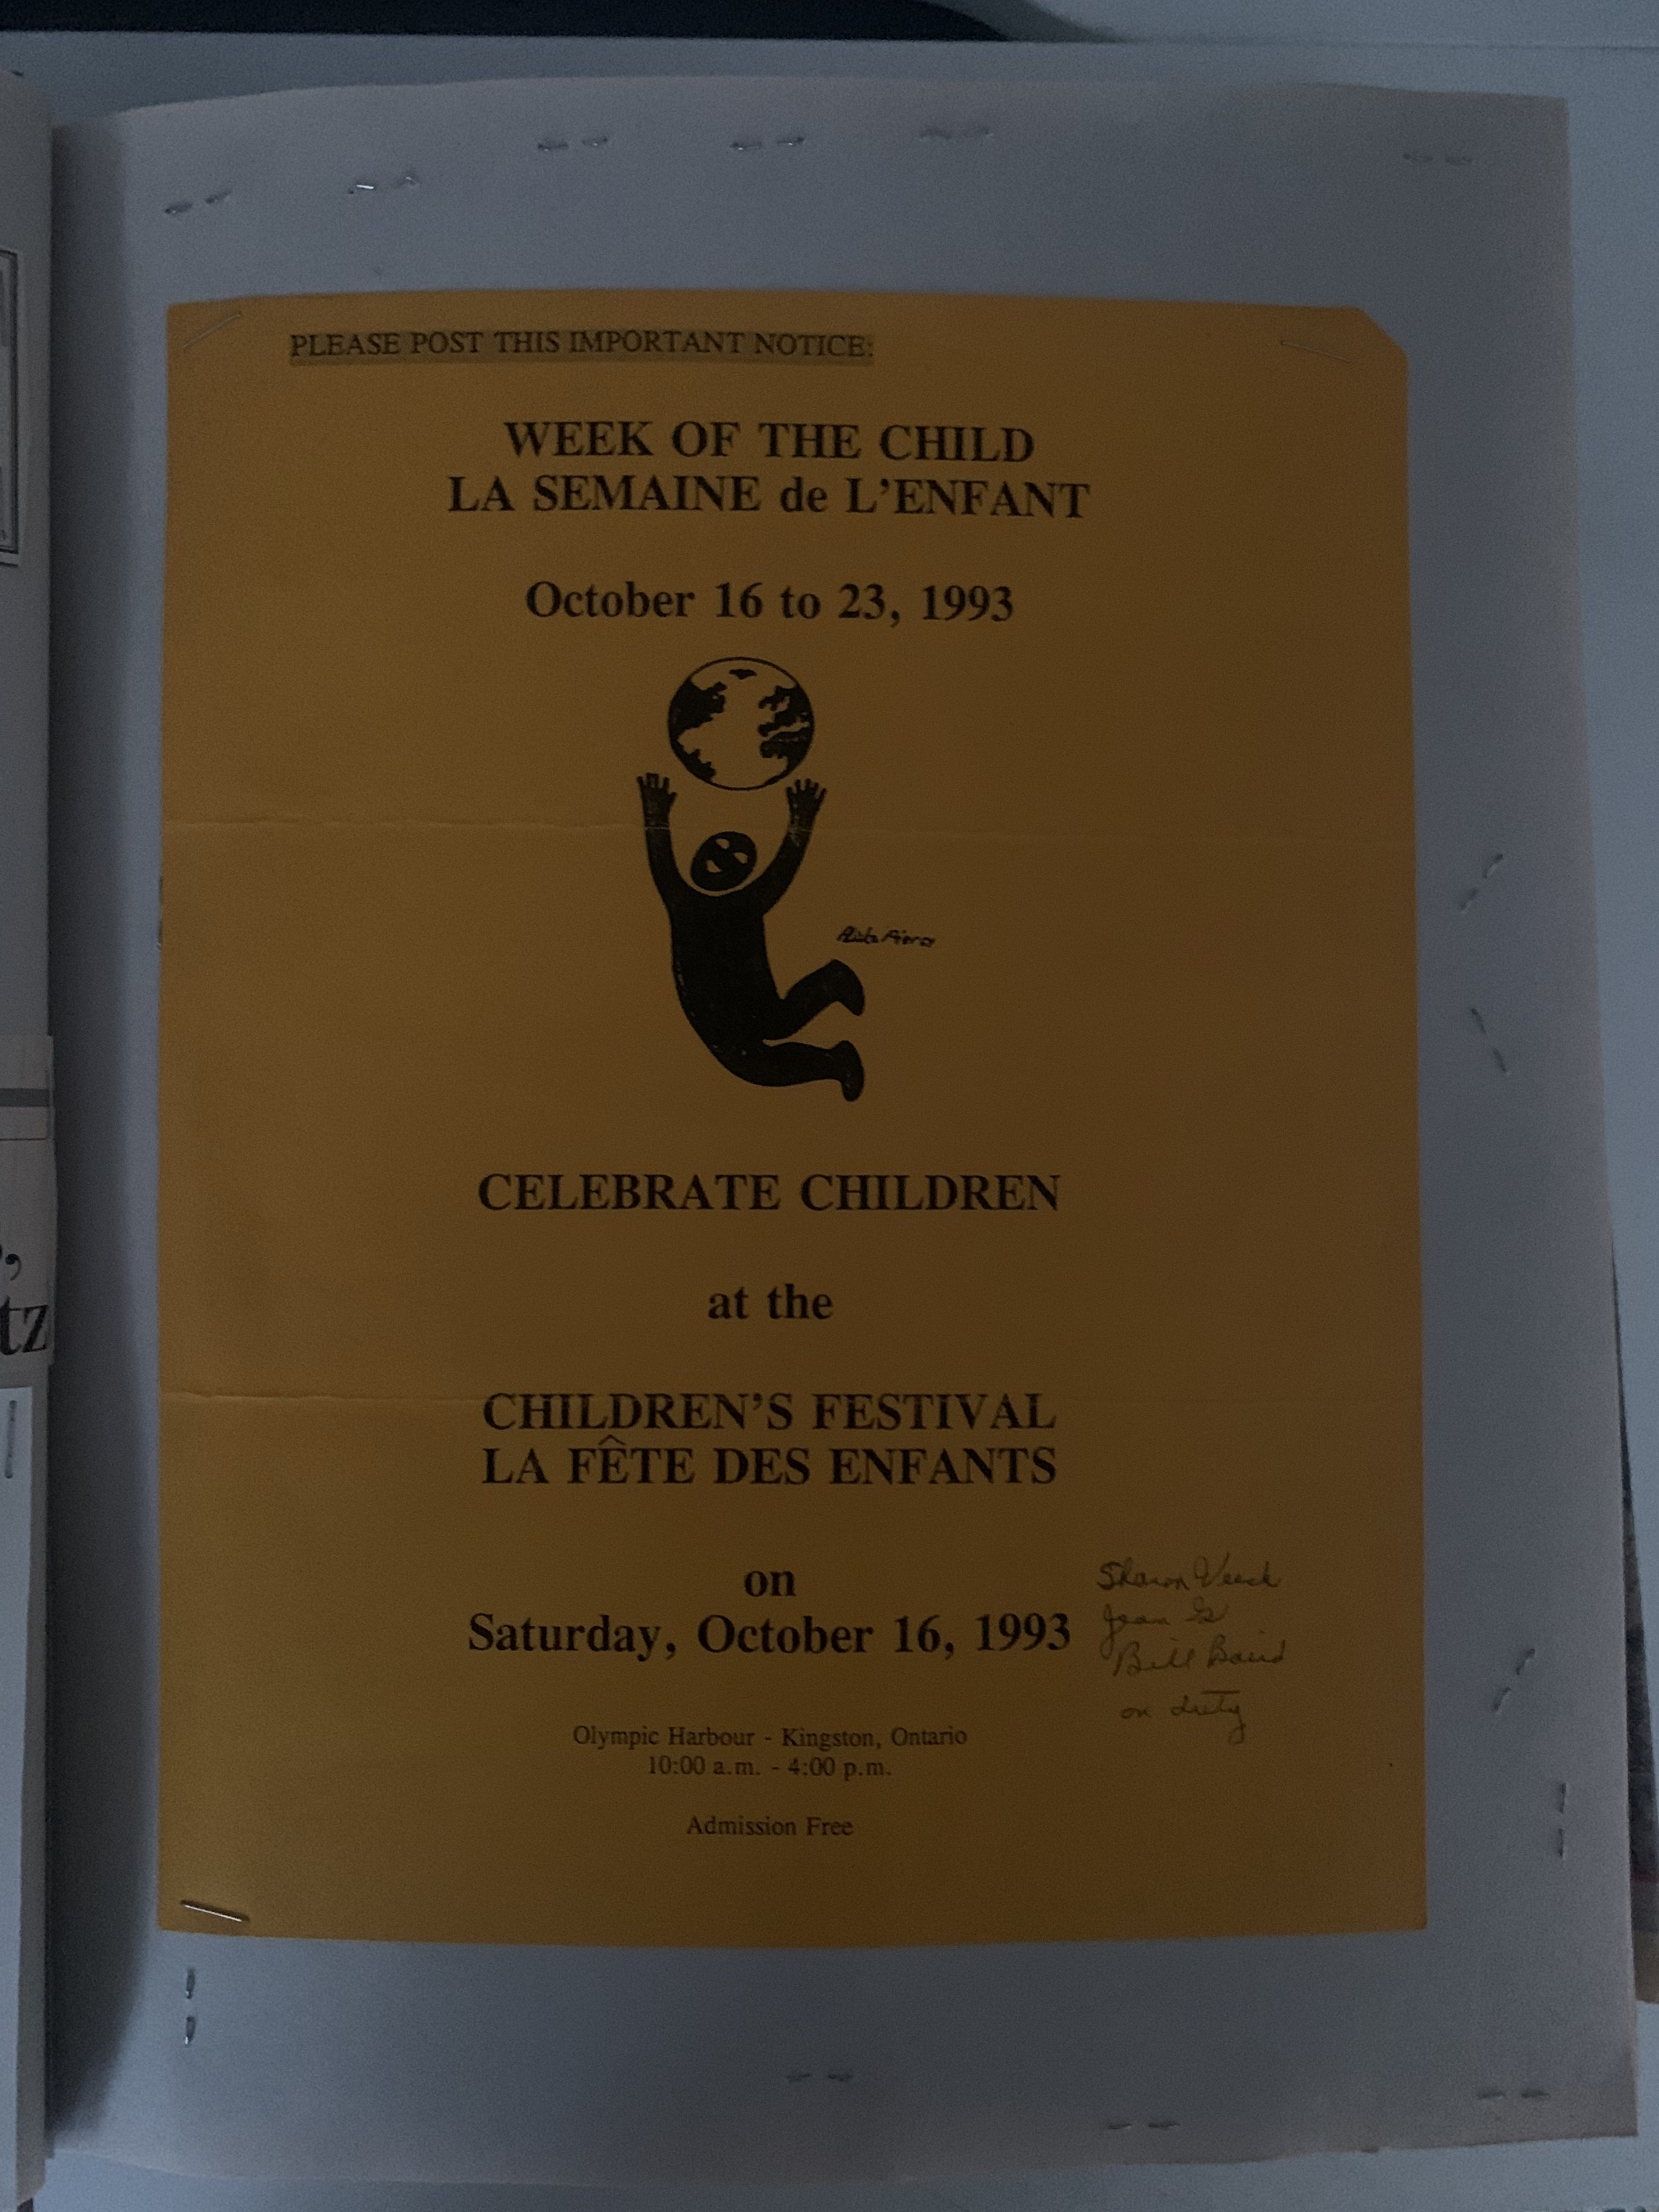 PLEASE POST THIS IMPORTANT NOTICE:
WEEK OF THE CHILD
LA SEMAINE de L'ENFANT
October 16 to 23, 1993
CELEBRATE CHILDREN
at the
CHILDREN'S FESTIVAL
LA FÊTE DES ENFANTS
on
Saturday, October 16, 1993
Sharon
Jean G
Bill Baird
on duty
Olympic Harbour - Kingston, Ontario
10:00 a.m. - 4:00 p.m.
Admission Free
tz